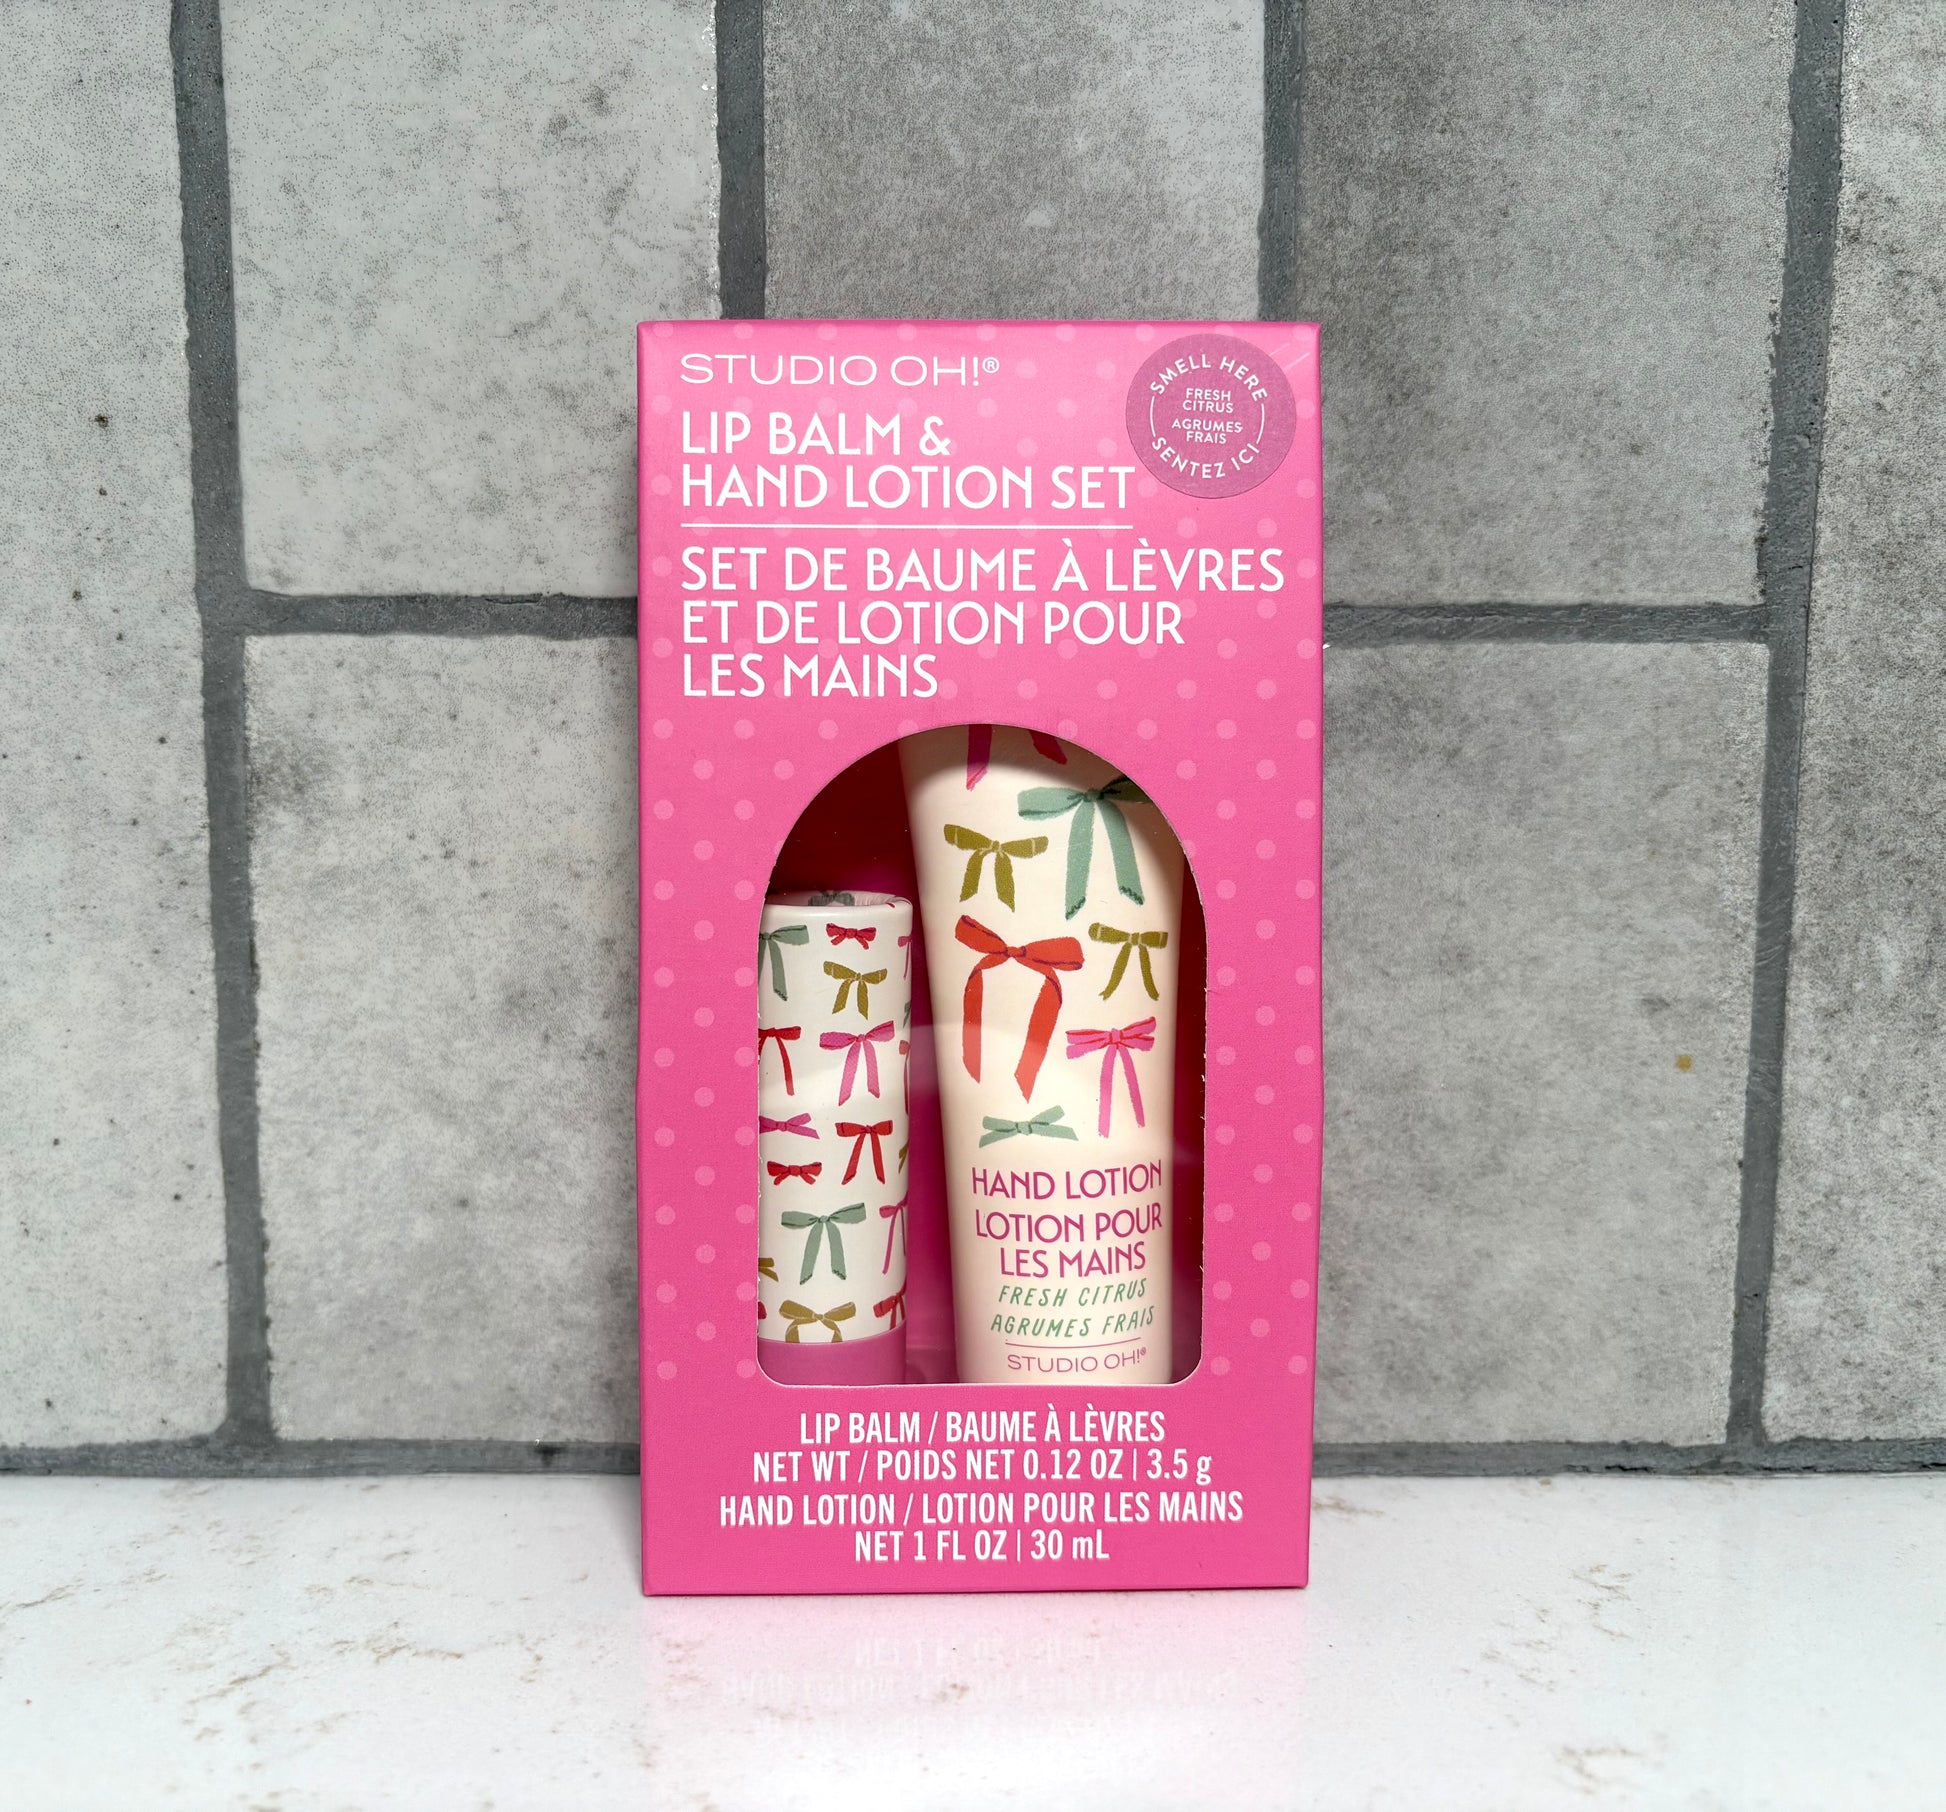 STUDIO OH!®
LIP BALM &
HAND LOTION SET
SET DE BAUME À LÈVRES
ET DE LOTION POUR
LES MAINS
SMELL HERE
FRESH
CITRUS
AGRUMES
FRAIS
SENTEZ ICI
HAND LOTION
LOTION POUR
LES MAINS
FRESH CITRUS
AGRUMES FRAIS
STUDIO OH!®
LIP BALM / BAUME À LÈVRES
NET WT / POIDS NET 0.12 OZ | 3.5 g
HAND LOTION / LOTION POUR LES MAINS
NET 1 FL OZ | 30 mL